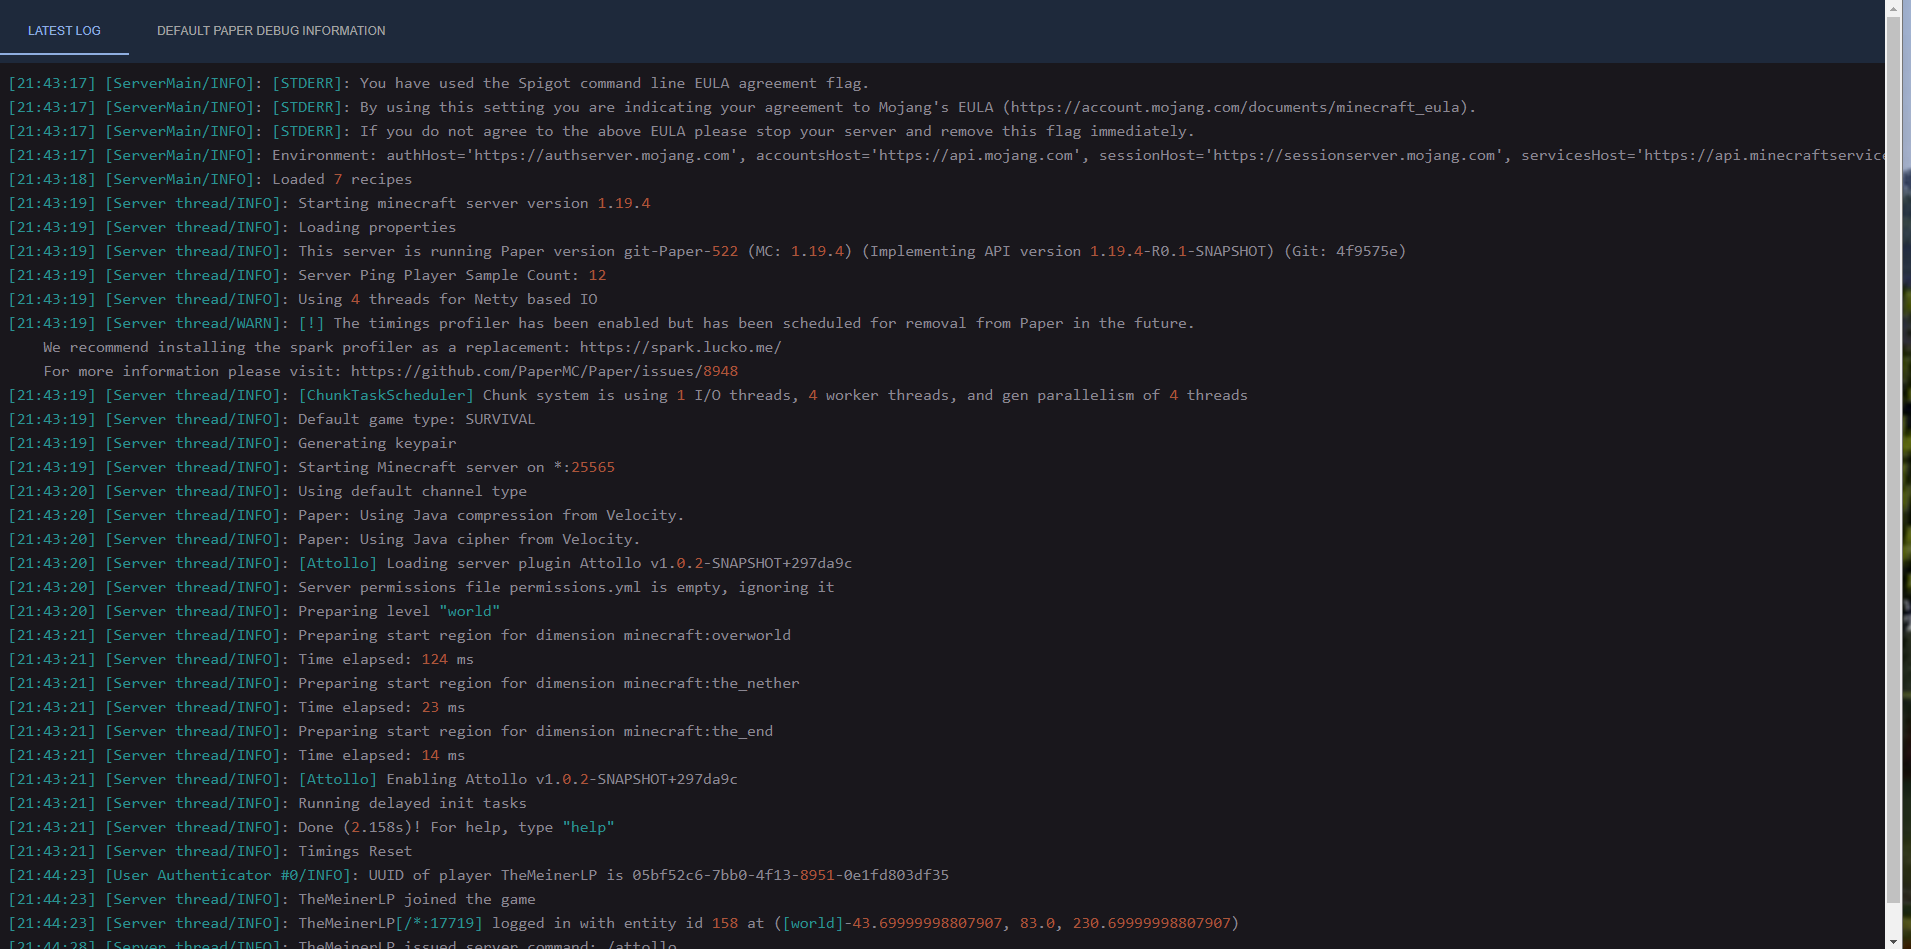 LATEST LOG
DEFAULT PAPER DEBUG INFORMATION
[21:43:17] [ServerMain/INFO]: [STDERR]: You have used the Spigot command line EULA agreement flag.
[21:43:17] [ServerMain/INFO]: [STDERR]: By using this setting you are indicating your agreement to Mojang's EULA (https://account.mojang.com/documents/minecraft_eula).
[21:43:17] [ServerMain/INFO]: [STDERR]: If you do not agree to the above EULA please stop your server and remove this flag immediately.
[21:43:17] [ServerMain/INFO]: Environment: authHost='https://authserver.mojang.com', accountsHost='https://api.mojang.com', sessionHost='https://sessionserver.mojang.com', servicesHost='https://api.minecraftservice
[21:43:18] [ServerMain/INFO]: Loaded 7 recipes
[21:43:19] [Server thread/INFO]: Starting minecraft server version 1.19.4
[21:43:19] [Server thread/INFO]: Loading properties
[21:43:19] [Server thread/INFO]: This server is running Paper version git-Paper-522 (MC: 1.19.4) (Implementing API version 1.19.4-R0.1-SNAPSHOT) (Git: 4f9575e)
[21:43:19] [Server thread/INFO]: Server Ping Player Sample Count: 12
[21:43:19] [Server thread/INFO]: Using 4 threads for Netty based IO
[21:43:19] [Server thread/WARN]: [!] The timings profiler has been enabled but has been scheduled for removal from Paper in the future.
We recommend installing the spark profiler as a replacement: https://spark.lucko.me/
For more information please visit: https://github.com/PaperMC/Paper/issues/8948
[21:43:19] [Server thread/INFO]: [ChunkTaskScheduler] Chunk system is using 1 I/O threads, 4 worker threads, and gen parallelism of 4 threads
[21:43:19] [Server thread/INFO]: Default game type: SURVIVAL
[21:43:19] [Server thread/INFO]: Generating keypair
[21:43:19] [Server thread/INFO]: Starting Minecraft server on *:25565
[21:43:20] [Server thread/INFO]: Using default channel type
[21:43:20] [Server thread/INFO]: Paper: Using Java compression from Velocity.
[21:43:20] [Server thread/INFO]: Paper: Using Java cipher from Velocity.
[21:43:20] [Server thread/INFO]: [Attollo] Loading server plugin Attollo v1.0.2-SNAPSHOT+297da9c
[21:43:20] [Server thread/INFO]: Server permissions file permissions.yml is empty, ignoring it
[21:43:20] [Server thread/INFO]: Preparing level "world"
[21:43:21] [Server thread/INFO]: Preparing start region for dimension minecraft:overworld
[21:43:21] [Server thread/INFO]: Time elapsed: 124 ms
[21:43:21] [Server thread/INFO]: Preparing start region for dimension minecraft:the_nether
[21:43:21] [Server thread/INFO]: Time elapsed: 23 ms
[21:43:21] [Server thread/INFO]: Preparing start region for dimension minecraft:the_end
[21:43:21] [Server thread/INFO]: Time elapsed: 14 ms
[21:43:21] [Server thread/INFO]: [Attollo] Enabling Attollo v1.0.2-SNAPSHOT+297da9c
[21:43:21] [Server thread/INFO]: Running delayed init tasks
[21:43:21] [Server thread/INFO]: Done (2.158s)! For help, type "help"
[21:43:21] [Server thread/INFO]: Timings Reset
[21:44:23] [User Authenticator #0/INFO]: UUID of player TheMeinerLP is 05bf52c6-7bb0-4f13-8951-0e1fd803df35
[21:44:23] [Server thread/INFO]: TheMeinerLP joined the game
[21:44:23] [Server thread/INFO]: TheMeinerLP[/*:17719] logged in with entity id 158 at ([world]-43.69999998807907, 83.0, 230.69999998807907)
[21:44:28] [Server thread/INFO]: TheMeinerLP issued server command: /attollo